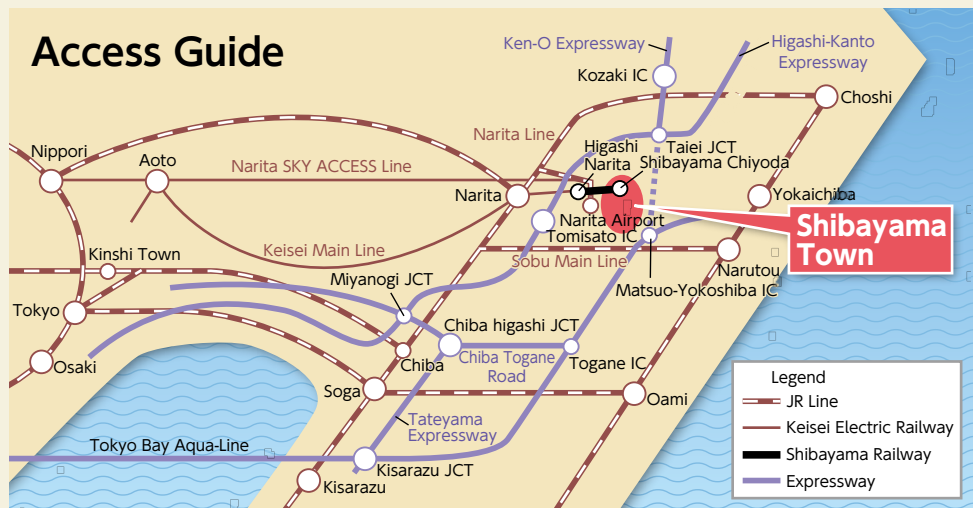 Access Guide
Ken-O Expressway
Higashi-Kanto
Expressway
Kozaki IC
Choshi
Narita Line
Higashi
Narita
Taiei JCT
Shibayama Chiyoda
Nippori
Aoto
Narita SKY ACCESS Line
Narita
Yokaichiba
Narita Airport
Tomisato IC
Shibayama
Town
Keisei Main Line
Sobu Main Line
Kinshi Town
Miyanogi JCT
Narutou
Matsuo-Yokoshiba IC
Tokyo
Chiba higashi JCT
Osaki
Chiba
Chiba Togane
Road
Togane IC
Soga
Oami
Tateyama
Expressway
Tokyo Bay Aqua-Line
Kisarazu JCT
Kisarazu
Legend
JR Line
Keisei Electric Railway
Shibayama Railway
Expressway